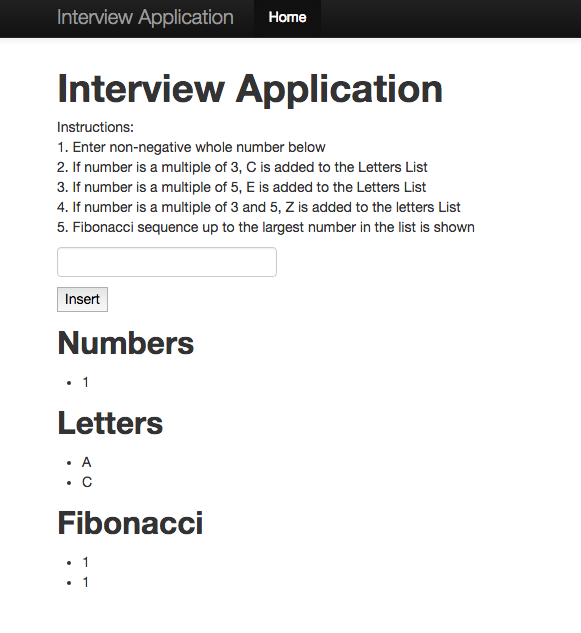 Interview Application Home
Interview Application
Instructions:
1. Enter non-negative whole number below
2. If number is a multiple of 3, C is added to the Letters List
3. If number is a multiple of 5, E is added to the Letters List
4. If number is a multiple of 3 and 5, Z is added to the letters List
5. Fibonacci sequence up to the largest number in the list is shown
Insert
Numbers
• 1
Letters
• A
• C
Fibonacci
• 1
• 1